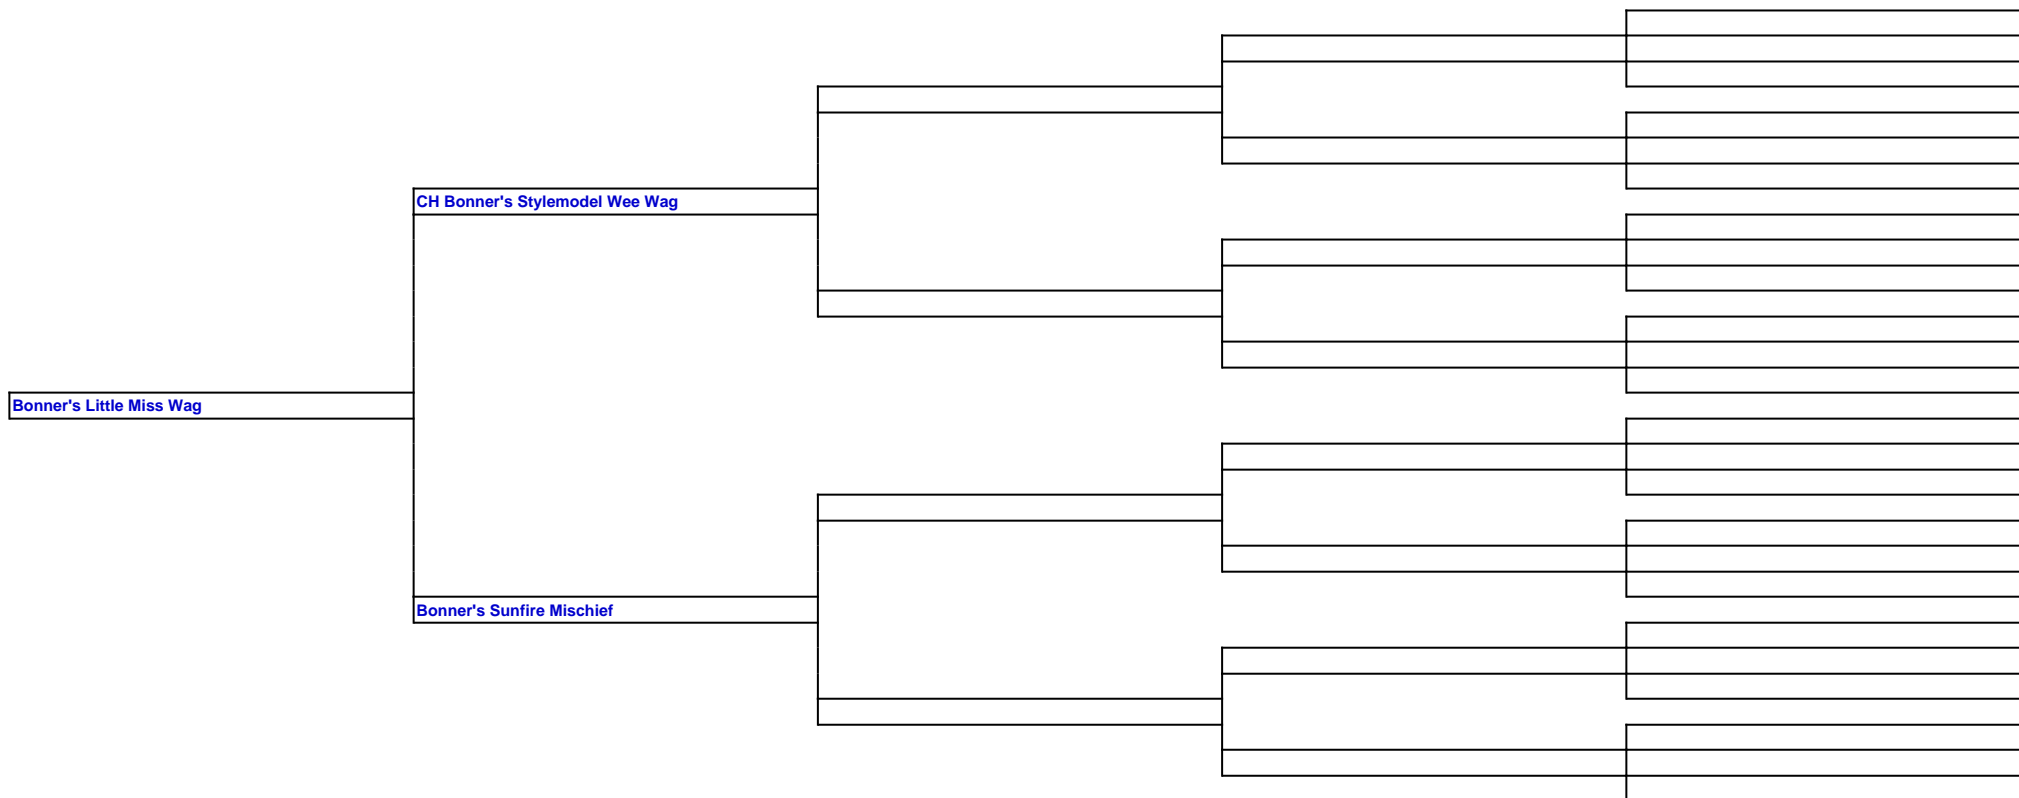 CH Bonner's Stylemodel Wee Wag
Bonner's Little Miss Wag
Bonner's Sunfire Mischief